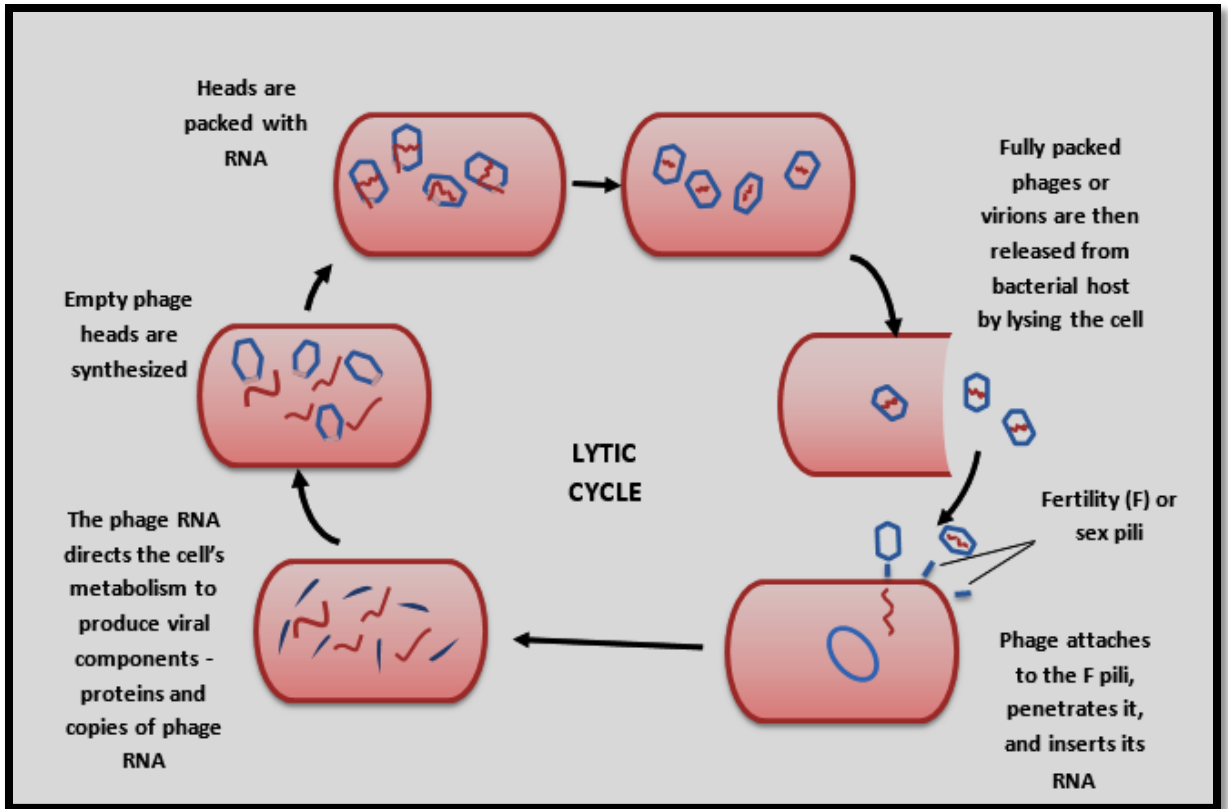 Heads are
packed with
RNA
Fully packed
phages or
virions are then
released from
bacterial host
by lysing the cell
Empty phage
heads are
synthesized
LYTIC
CYCLE
Fertility (F) or
sex pili
The phage RNA
directs the cell's
metabolism to
produce viral
components -
proteins and
copies of phage
RNA
Phage attaches
to the F pili,
penetrates it,
and inserts its
RNA